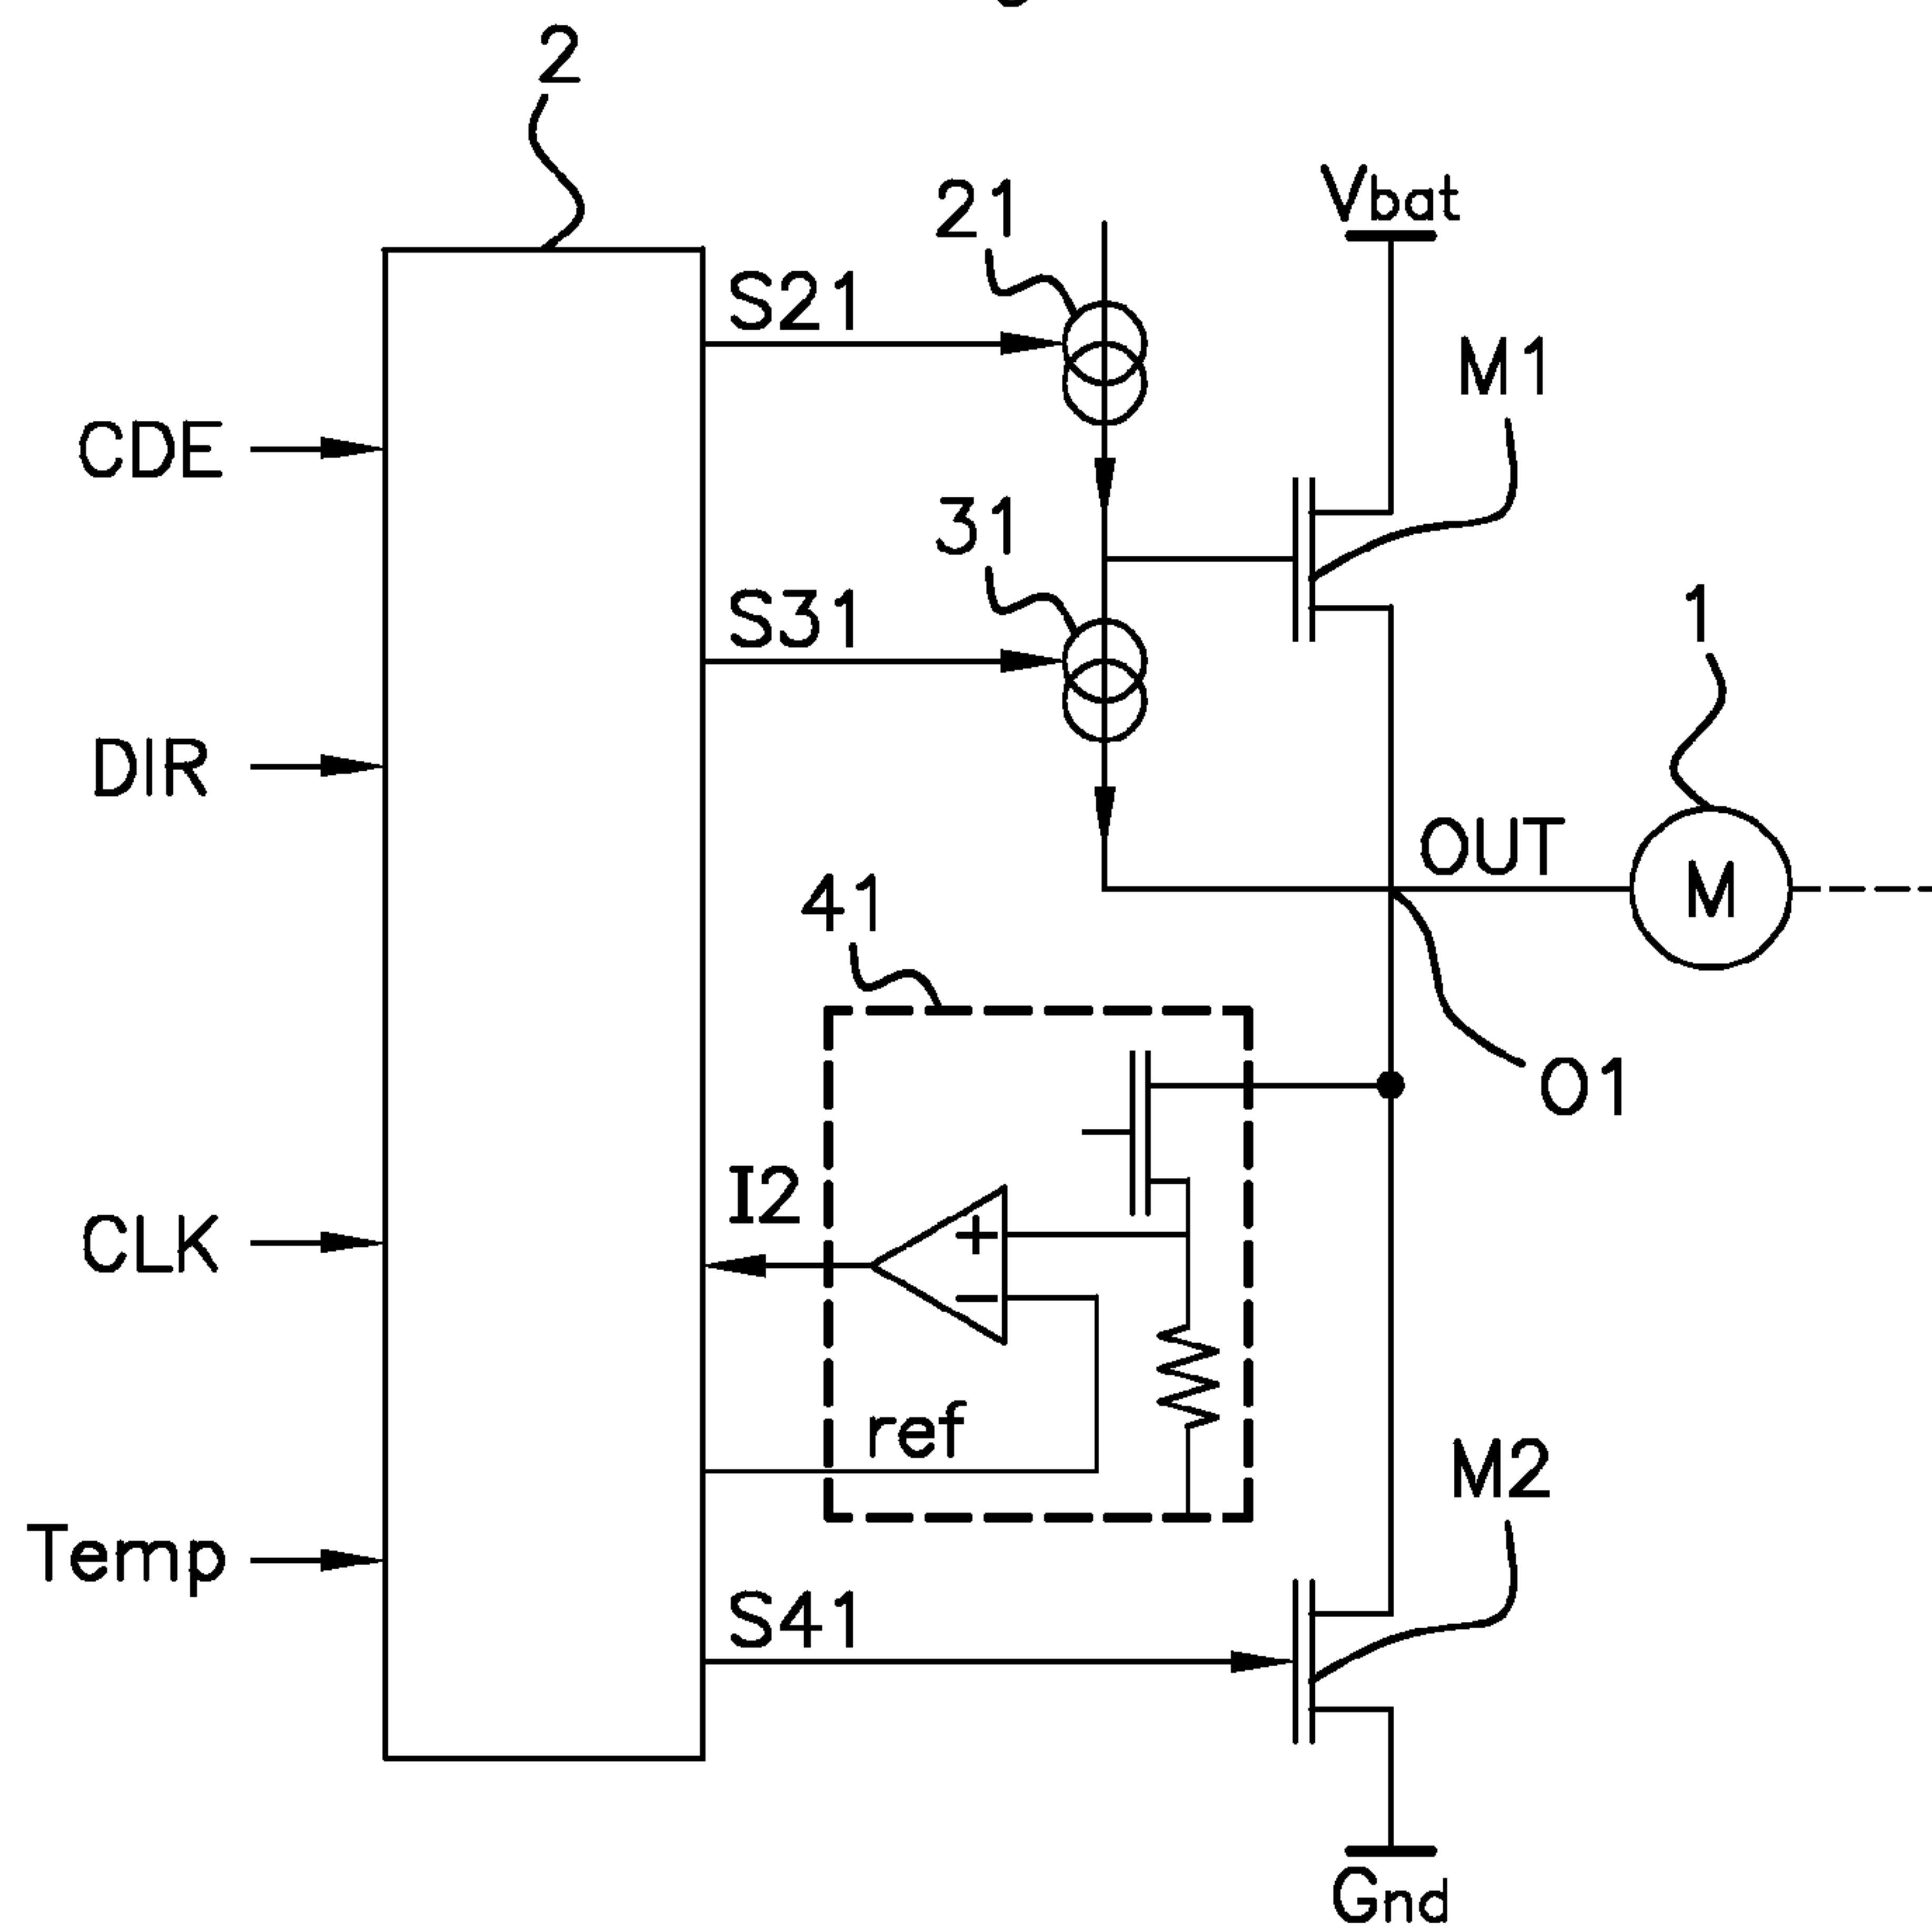 2
21
Vbat
S21
M1
CDE
31
S31
1
DIR
OUT
M
41
O1
I2
+
CLK
−
ref
M2
Temp
S41
Gnd